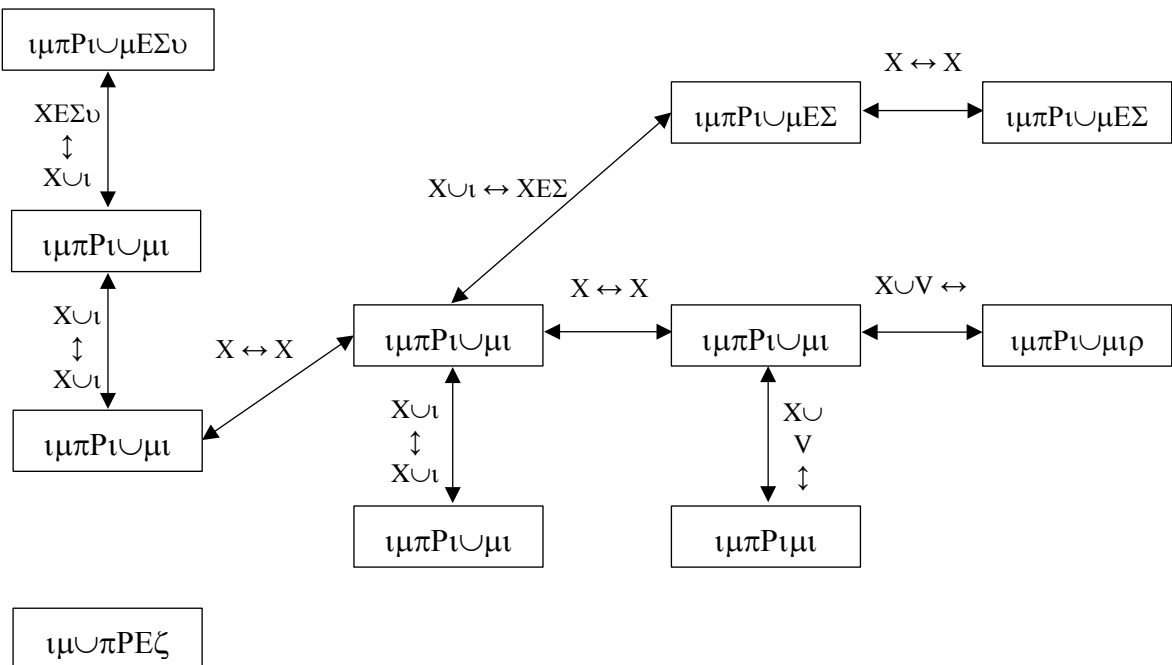 ιμπΡι∪μΕΣυ
ΧΕΣυ
↕
Χ∪ι
ιμπΡι∪μι
Χ∪ι
↕
Χ∪ι
ιμπΡι∪μι
Χ ↔ Χ
ιμ∪πΡΕζ
Χ∪ι ↔ ΧΕΣ
ιμπΡι∪μΕΣ
Χ ↔ Χ
ιμπΡι∪μΕΣ
ιμπΡι∪μι
Χ ↔ Χ
ιμπΡι∪μι
Χ∪V ↔
ιμπΡι∪μιρ
Χ∪ι
↕
Χ∪ι
ιμπΡι∪μι
Χ∪
V
↕
ιμπΡιμι